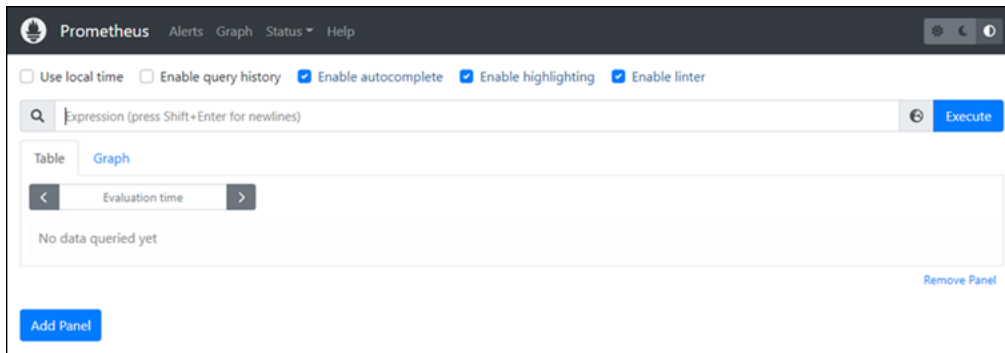 Prometheus Alerts Graph Status Help
Use local time Enable query history Enable autocomplete Enable highlighting Enable linter
Expression (press Shift+Enter for newlines) Execute
Table Graph
Evaluation time
No data queried yet
Remove Panel
Add Panel